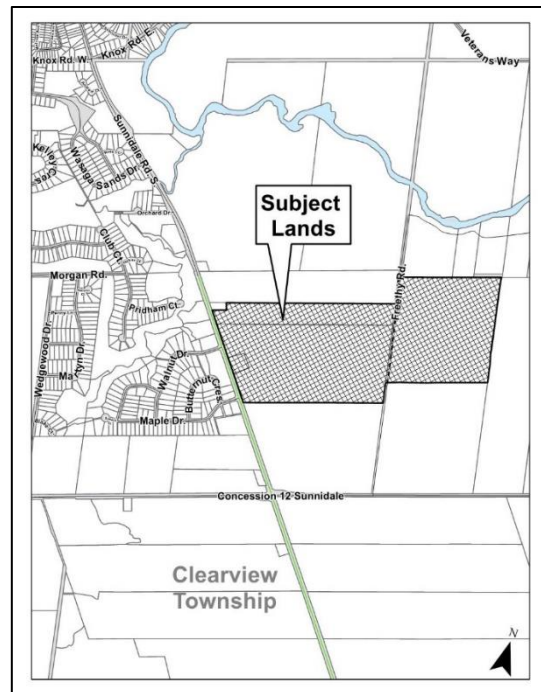 Knox Rd. W.
Knox Rd. E.
Veterans Way
Sunnidale Rd. S.
Kelley Cres.
Wasaga
Sands Dr.
Orchard Dr.
Subject
Lands
Club Ct.
Morgan Rd.
Pridham Ct.
Freethy Rd.
Wedgewood Dr.
Walnut Dr.
Butternut Cres.
Maple Dr.
Concession 12 Sunnidale
Clearview
Township
N